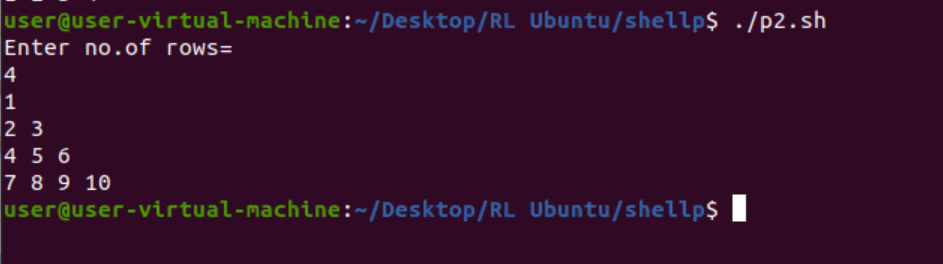 user@user-virtual-machine:~/Desktop/RL Ubuntu/shellp$ ./p2.sh
Enter no.of rows=
4
1
2 3
4 5 6
7 8 9 10
user@user-virtual-machine:~/Desktop/RL Ubuntu/shellp$